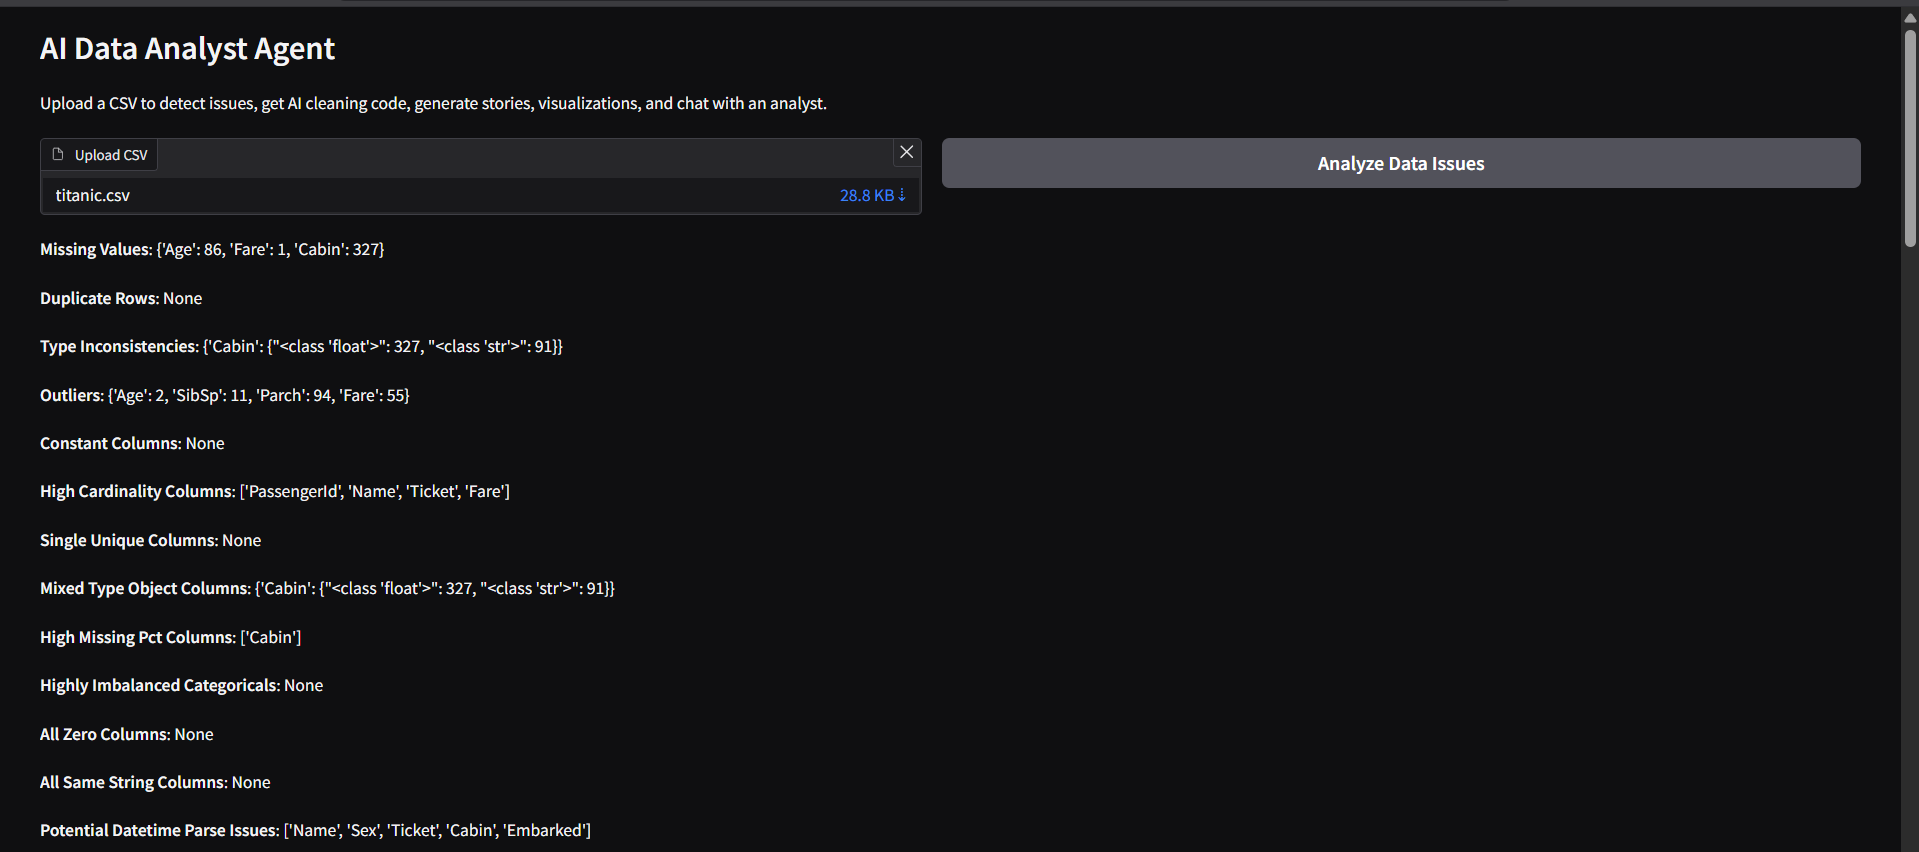 AI Data Analyst Agent
Upload a CSV to detect issues, get AI cleaning code, generate stories, visualizations, and chat with an analyst.
Upload CSV
titanic.csv
28.8 KB⇣
Analyze Data Issues
Missing Values: {'Age': 86, 'Fare': 1, 'Cabin': 327}
Duplicate Rows: None
Type Inconsistencies: {'Cabin': {"<class 'float'>": 327, "<class 'str'>": 91}}
Outliers: {'Age': 2, 'SibSp': 11, 'Parch': 94, 'Fare': 55}
Constant Columns: None
High Cardinality Columns: ['PassengerId', 'Name', 'Ticket', 'Fare']
Single Unique Columns: None
Mixed Type Object Columns: {'Cabin': {"<class 'float'>": 327, "<class 'str'>": 91}}
High Missing Pct Columns: ['Cabin']
Highly Imbalanced Categoricals: None
All Zero Columns: None
All Same String Columns: None
Potential Datetime Parse Issues: ['Name', 'Sex', 'Ticket', 'Cabin', 'Embarked']